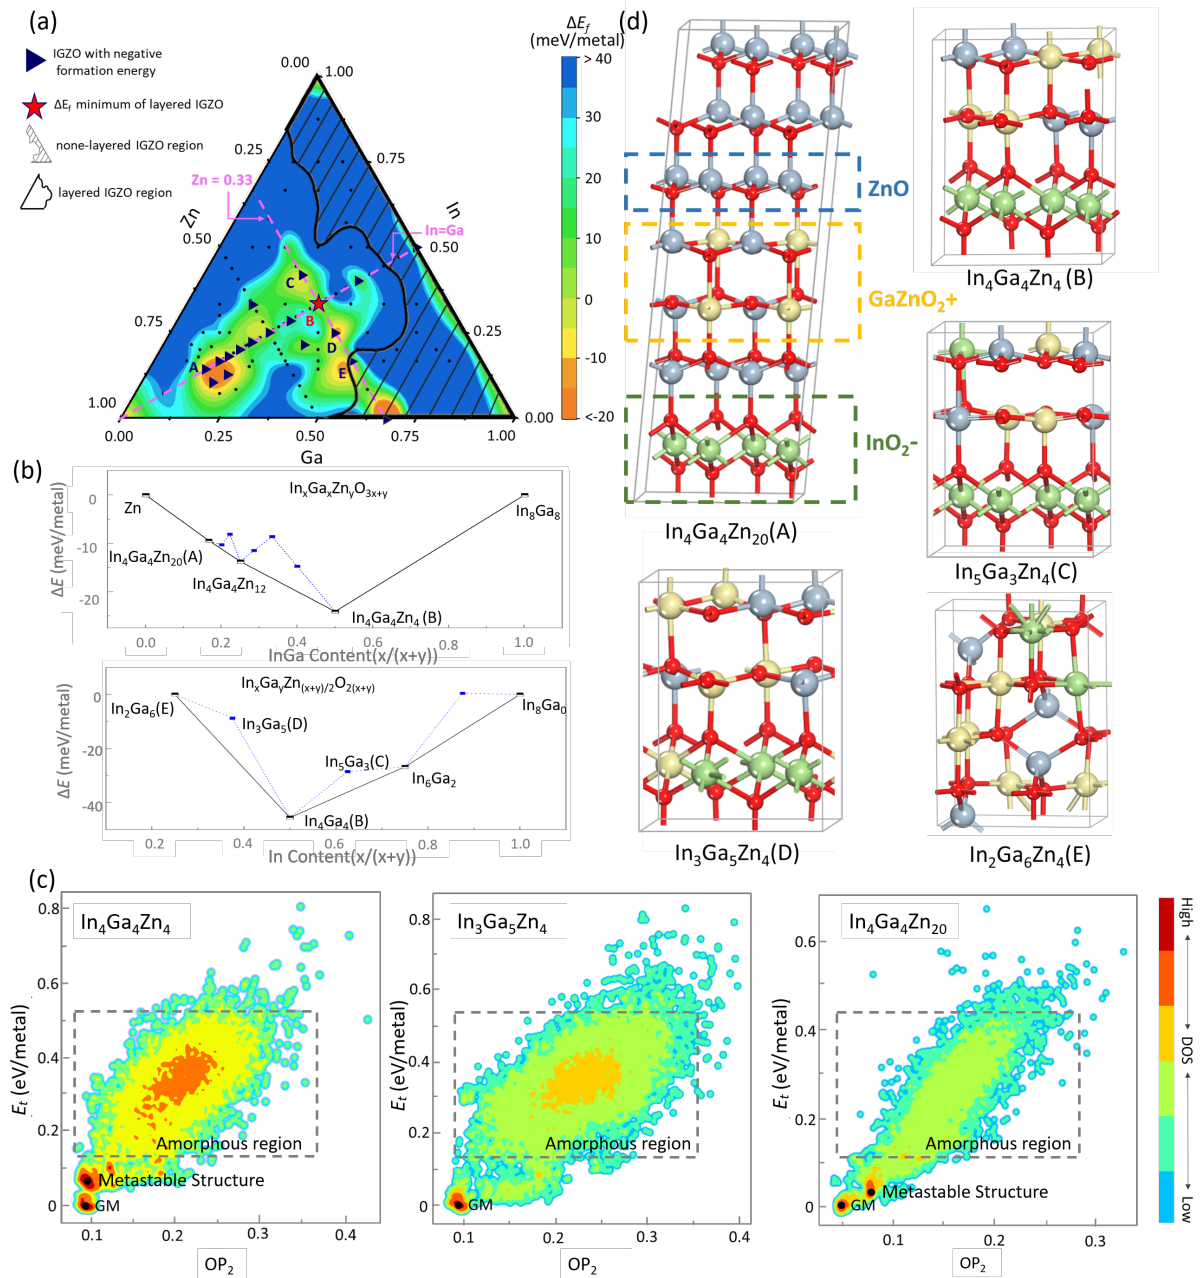 (a)
IGZO with negative
formation energy
ΔEf minimum of layered IGZO
none-layered IGZO region
layered IGZO region
0.00
1.00
0.25
0.75
Zn = 0.33
Zn
In
0.50
In=Ga
0.50
C
B
0.75
0.25
D
A
E
1.00
0.00
0.00
0.25
0.50
0.75
1.00
Ga
ΔEf
(meV/metal)
> 40
30
20
10
0
-10
<-20
(b)
InxGaxZnyO3x+y
ΔE (meV/metal)
0
-10
-20
Zn
In8Ga8
In4Ga4Zn20(A)
In4Ga4Zn12
In4Ga4Zn4 (B)
0.0
0.2
0.4
0.6
0.8
1.0
InGa Content(x/(x+y))
InxGayZn(x+y)/2O2(x+y)
ΔE (meV/metal)
0
-20
-40
In2Ga6(E)
In3Ga5(D)
In8Ga0
In5Ga3(C)
In6Ga2
In4Ga4(B)
0.2
0.4
0.6
0.8
1.0
In Content(x/(x+y))
(c)
In4Ga4Zn4
Et (eV/metal)
0.8
0.6
0.4
0.2
0
Amorphous region
Metastable Structure
GM
0.1
0.2
0.3
0.4
OP2
In3Ga5Zn4
Et (eV/metal)
0.8
0.6
0.4
0.2
0
Amorphous region
GM
0.1
0.2
0.3
0.4
OP2
In4Ga4Zn20
Et (eV/metal)
0.6
0.4
0.2
0
Amorphous region
Metastable Structure
GM
0.1
0.2
0.3
OP2
High
DOS
Low
(d)
ZnO
GaZnO2+
InO2-
In4Ga4Zn20(A)
In4Ga4Zn4 (B)
In5Ga3Zn4(C)
In3Ga5Zn4(D)
In2Ga6Zn4(E)